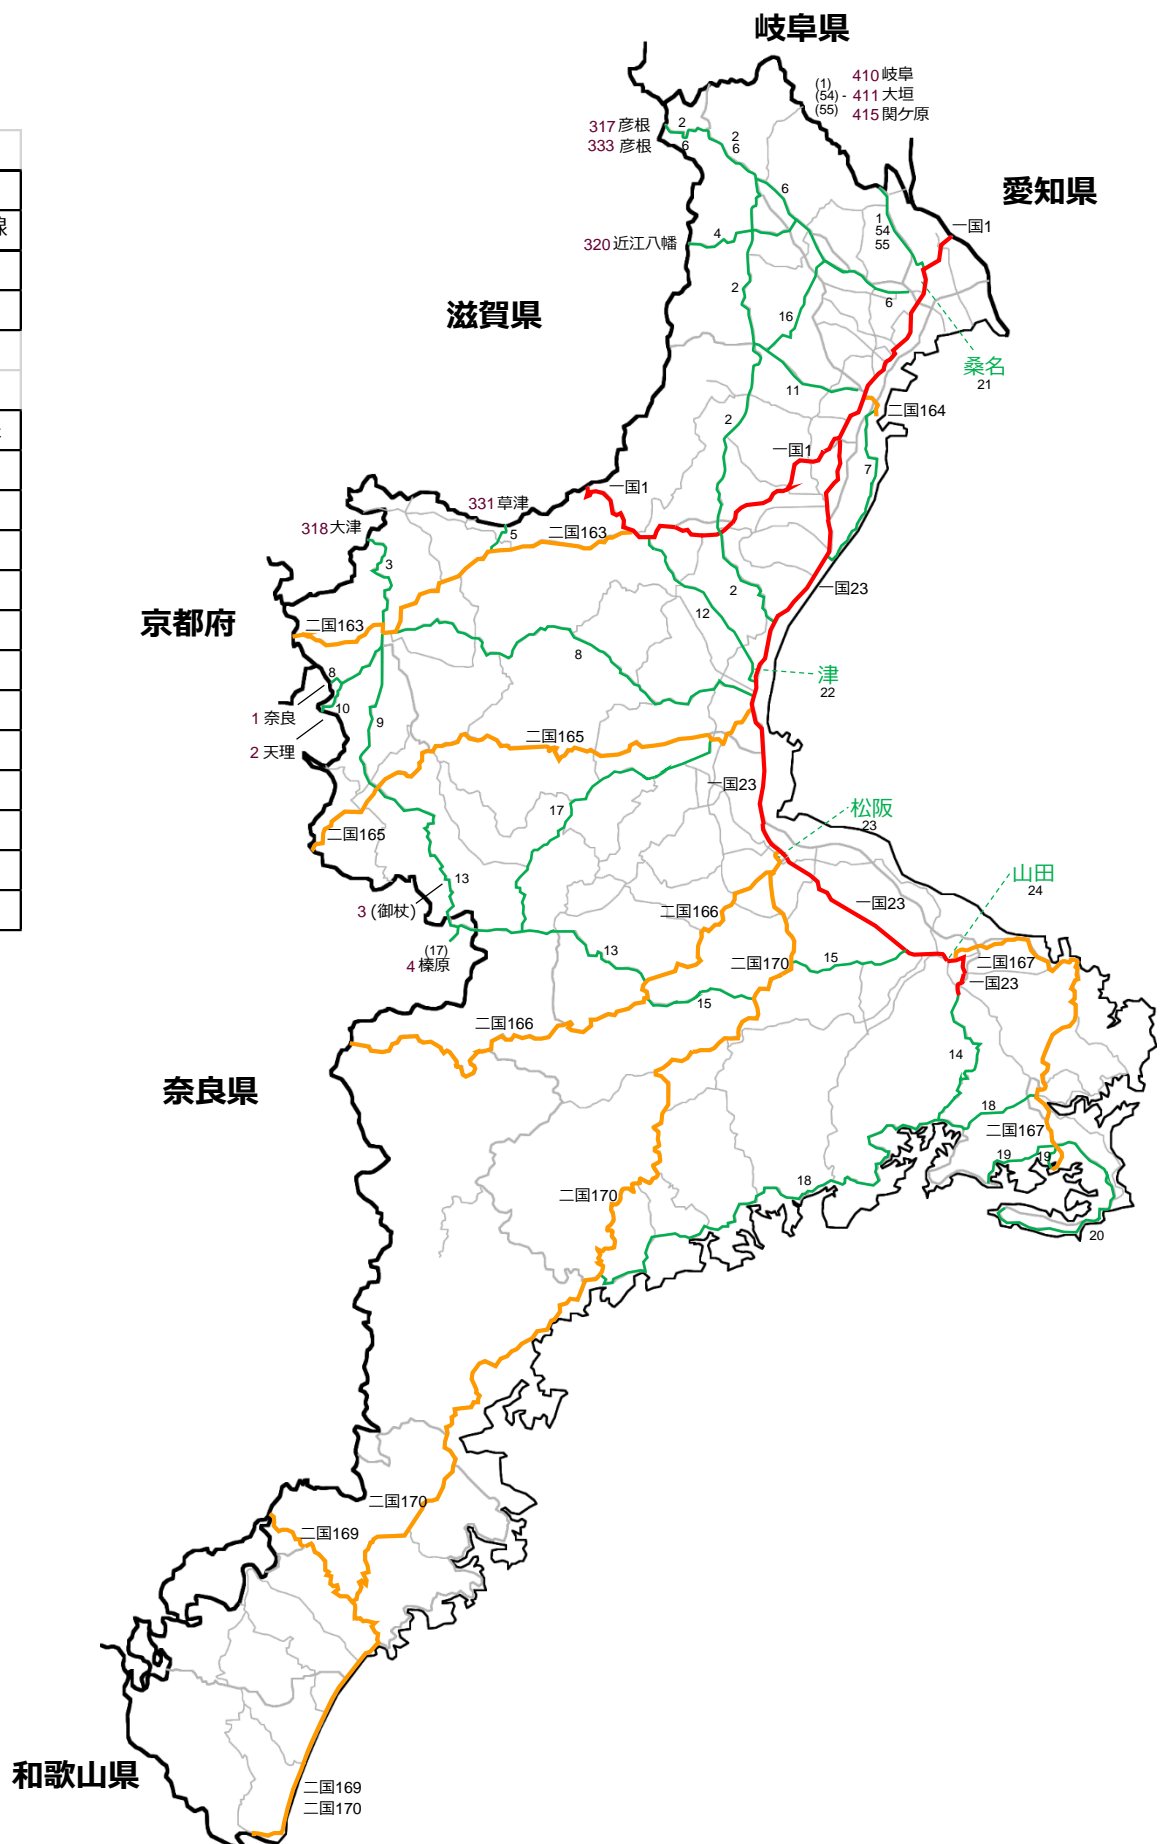 岐阜県
(1)
(54) - 411 大垣
(55)
410 岐阜
415 関ケ原
317 彦根
333 彦根
2
6
2
6
愛知県
6
1
54
55
一国1
4
320 近江八幡
2
6
滋賀県
16
桑名
21
11
二国164
2
一国1
7
一国1
331 草津
318 大津
5
二国163
3
一国23
2
12
京都府
二国163
8
8
津
22
10
1 奈良
9
2 天理
二国165
一国23
17
松阪
23
二国165
13
山田
24
3 (御杖)
二国166
一国23
(17)
4 榛原
13
二国170
15
二国167
一国23
15
二国166
14
奈良県
18
二国167
19
19
18
二国170
20
二国170
二国169
和歌山県
二国169
二国170
線